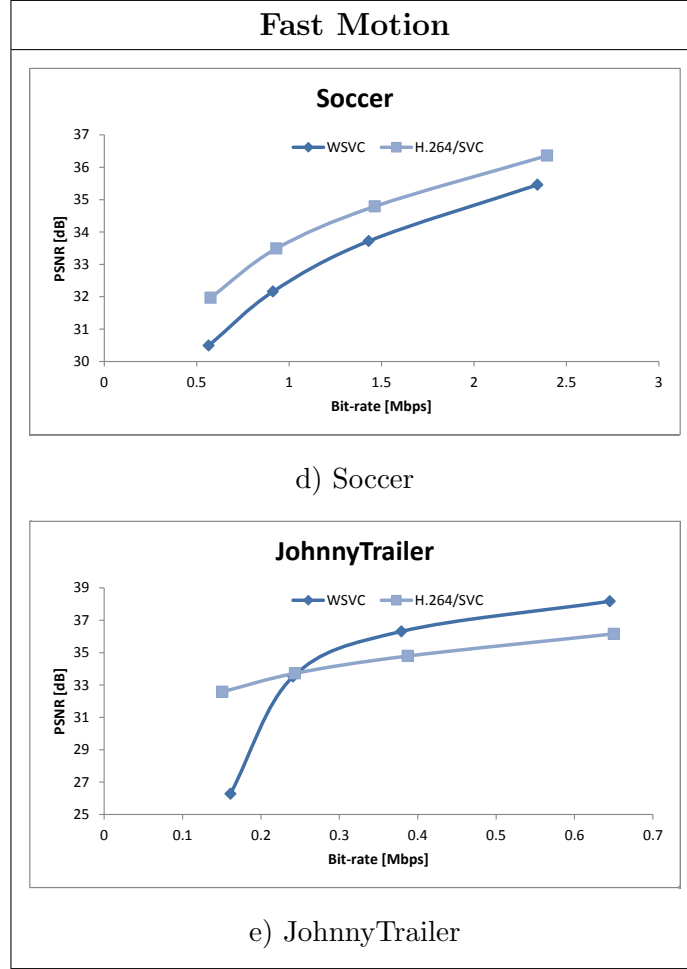 Fast Motion
Soccer
WSVC H.264/SVC
37
36
35
34
33
32
31
30
PSNR [dB]
0 0.5 1 1.5 2 2.5 3
Bit-rate [Mbps]
d) Soccer
JohnnyTrailer
WSVC H.264/SVC
39
37
35
33
31
29
27
25
PSNR [dB]
0 0.1 0.2 0.3 0.4 0.5 0.6 0.7
Bit-rate [Mbps]
e) JohnnyTrailer